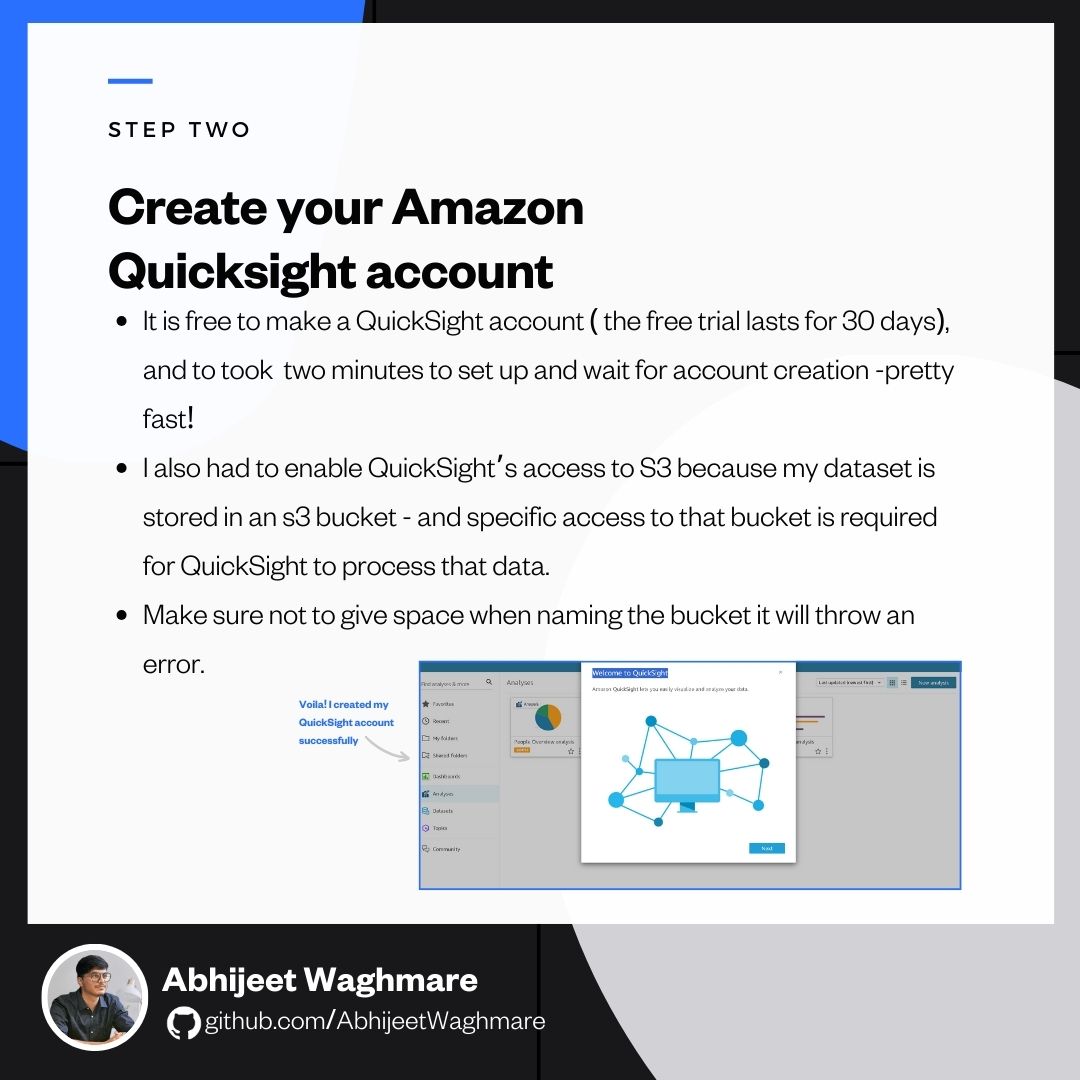 STEP TWO
Create your Amazon
Quicksight account
• It is free to make a QuickSight account ( the free trial lasts for 30 days),
and to took two minutes to set up and wait for account creation -pretty
fast!
• I also had to enable QuickSight's access to S3 because my dataset is
stored in an s3 bucket - and specific access to that bucket is required
for QuickSight to process that data.
• Make sure not to give space when naming the bucket it will throw an
error.
Voila! I created my
QuickSight account
successfully
Find analyses & more
Favorites
Recent
My folders
Shared folders
Dashboards
Analyses
Datasets
Topics
Community
Analyses
Last updated (newest first)
New analysis
Analysis
People Overview analysis
SAMPLE
analysis
Welcome to QuickSight
Amazon QuickSight lets you easily visualize and analyze your data.
Next
Abhijeet Waghmare
github.com/AbhijeetWaghmare